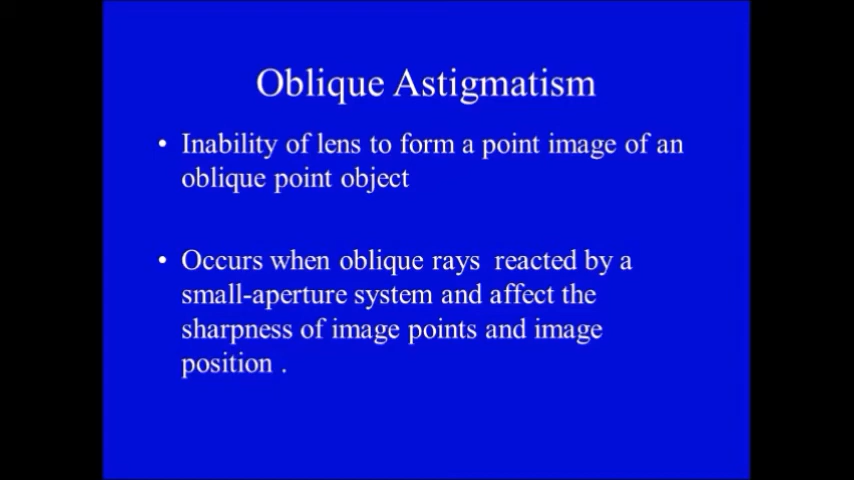 Oblique Astigmatism
• Inability of lens to form a point image of an
oblique point object
• Occurs when oblique rays reacted by a
small-aperture system and affect the
sharpness of image points and image
position .